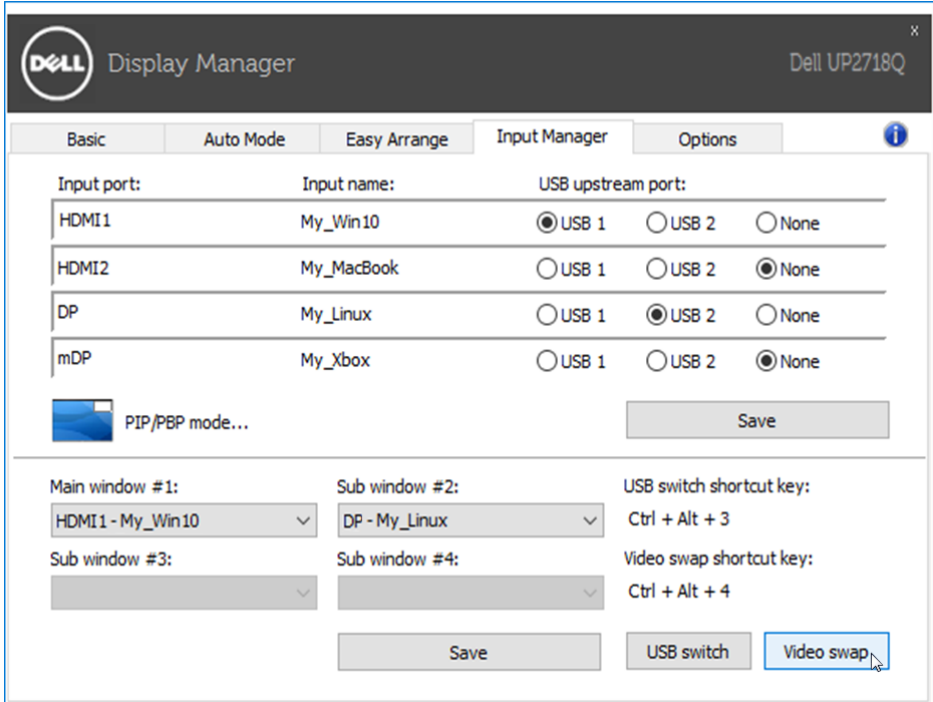 x
DELL Display Manager Dell UP2718Q
Basic Auto Mode Easy Arrange Input Manager Options i
Input port: Input name: USB upstream port:
HDMI1 My_Win10 USB 1 USB 2 None
HDMI2 My_MacBook USB 1 USB 2 None
DP My_Linux USB 1 USB 2 None
mDP My_Xbox USB 1 USB 2 None
PIP/PBP mode... Save
Main window #1: Sub window #2: USB switch shortcut key:
HDMI1 - My_Win10 DP - My_Linux Ctrl + Alt + 3
Sub window #3: Sub window #4: Video swap shortcut key:
Ctrl + Alt + 4
Save USB switch Video swap